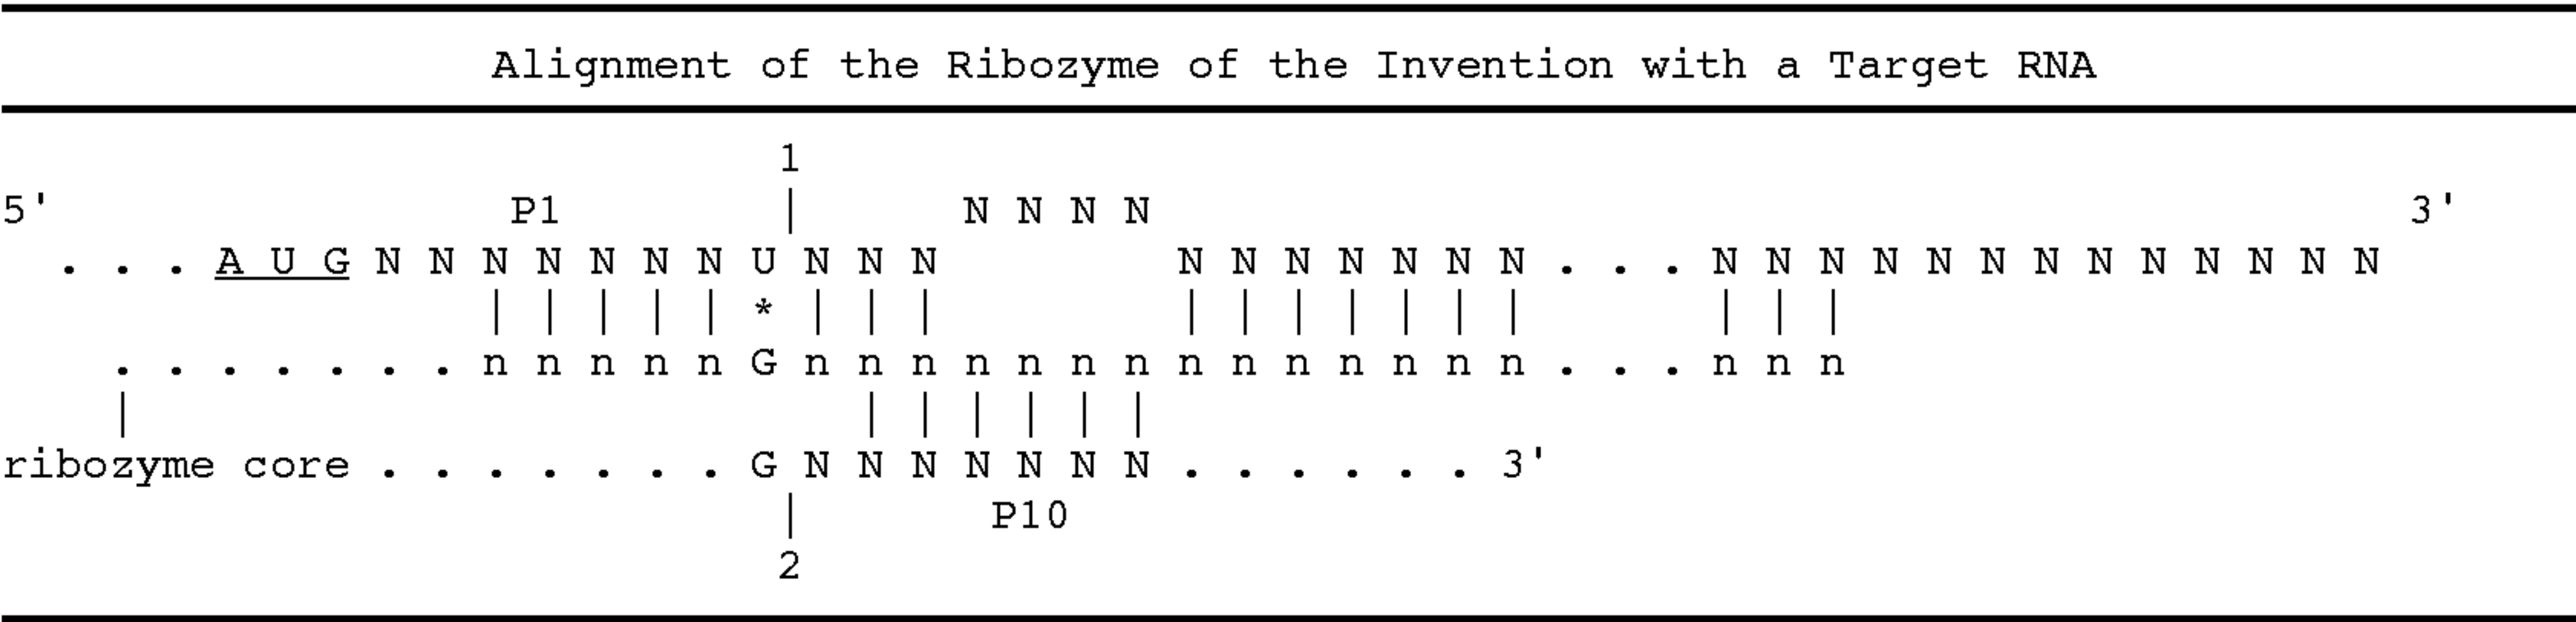 Alignment of the Ribozyme of the Invention with a Target RNA
1
5' P1 | N N N N 3'
. . . A U G N N N N N N N U N N N N N N N N N N . . . N N N N N N N N N N N N N
| | | | | * | | | | | | | | | | | | |
. . . . . . . n n n n n G n n n n n n n n n n n n n n . . . n n n
| | | | | | |
ribozyme core . . . . . . . G N N N N N N N . . . . . . 3'
| P10
2